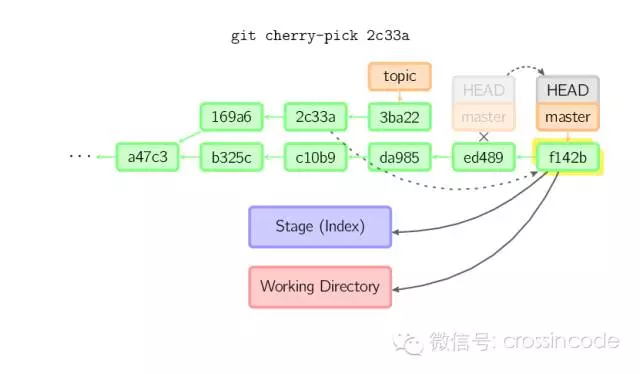 git cherry-pick 2c33a
topic
HEAD
HEAD
master
master
169a6
2c33a
3ba22
...
a47c3
b325c
c10b9
da985
ed489
f142b
Stage (Index)
Working Directory
微信号: crossincode